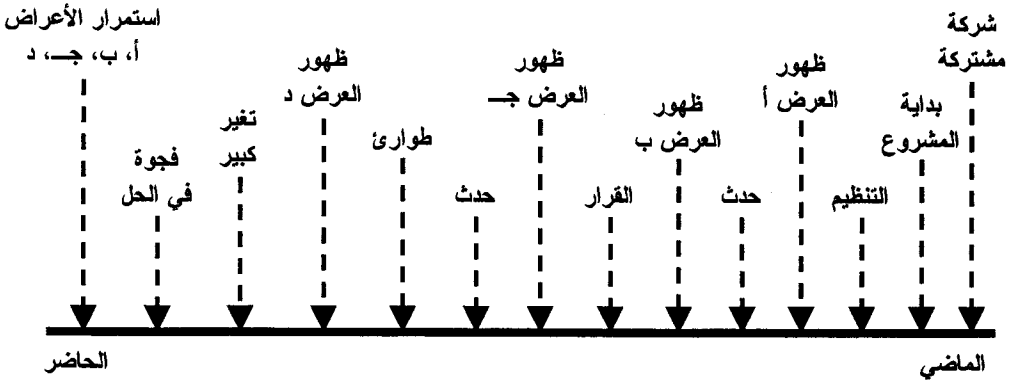 شركة
مشتركة
بداية
المشروع
التنظيم
ظهور
العرض أ
حدث
ظهور
العرض ب
القرار
ظهور
العرض جـ
حدث
طوارئ
ظهور
العرض د
تغير
كبير
فجوة
في الحل
استمرار الأعراض
أ، ب، جـ، د
الماضي
الحاضر